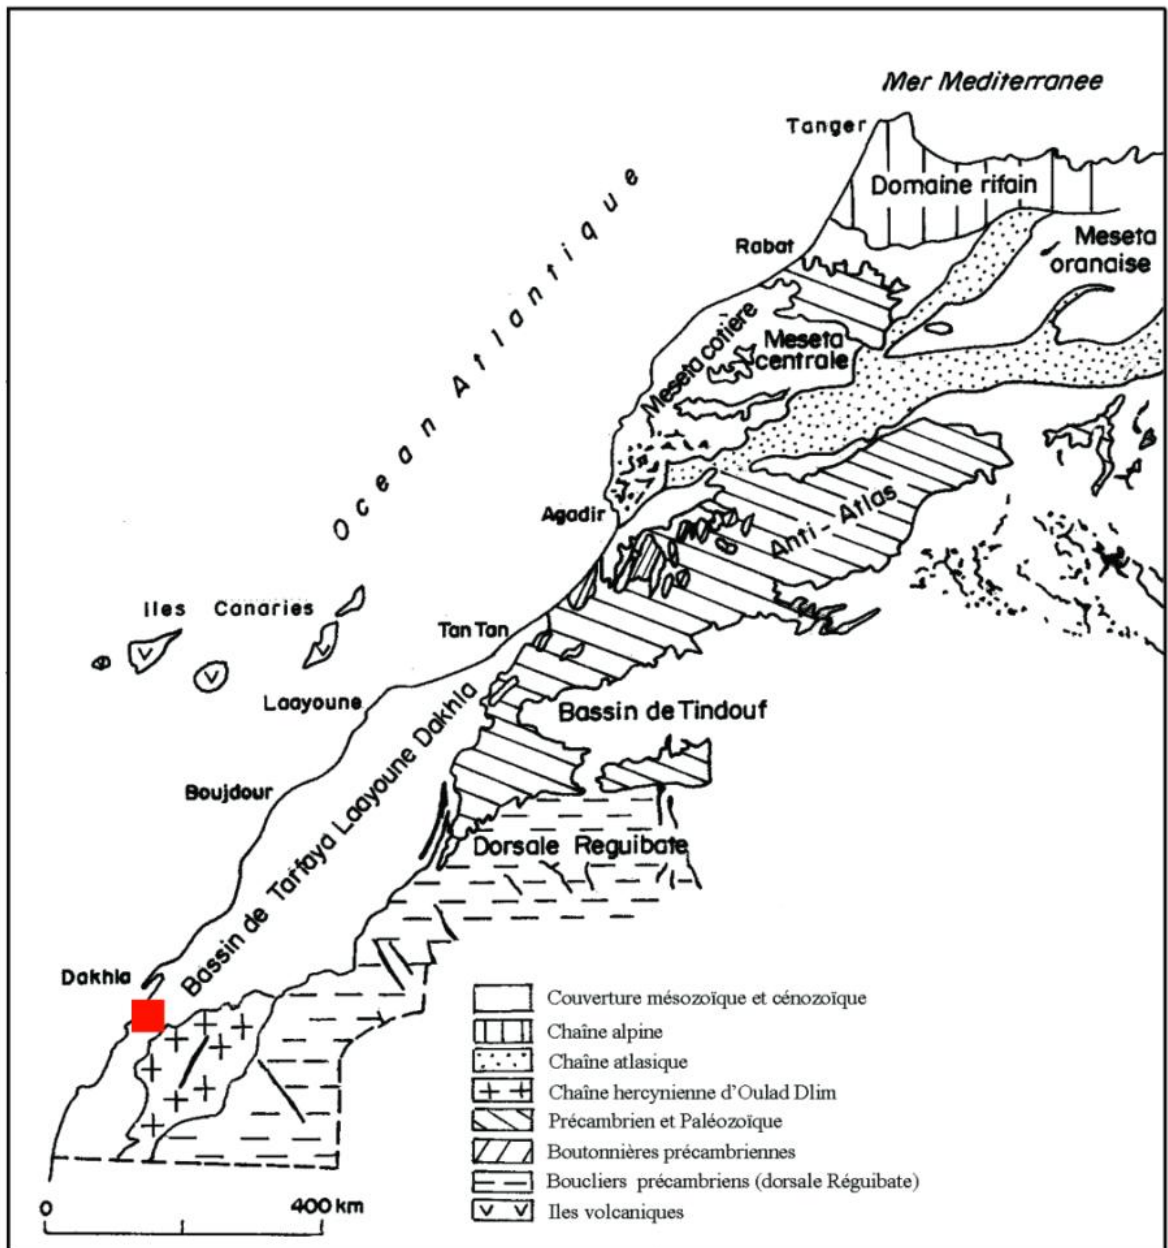 Mer Mediterranee
Tanger
Domaine rifain
Rabat
Meseta
oranaise
Ocean Atlantique
Meseta cotière
Meseta
centrale
Agadir
Anti-Atlas
Iles Canaries
Tan Tan
Laayoune
Bassin de Tindouf
Boujdour
Bassin de Tarfaya Laayoune Dakhla
Dorsale Reguibate
Dakhla
Couverture mésozoïque et cénozoïque
Chaîne alpine
Chaîne atlasique
Chaîne hercynienne d'Oulad Dlim
Précambrien et Paléozoïque
Boutonnières précambriennes
Boucliers précambriens (dorsale Réguibate)
Iles volcaniques
0 400 km